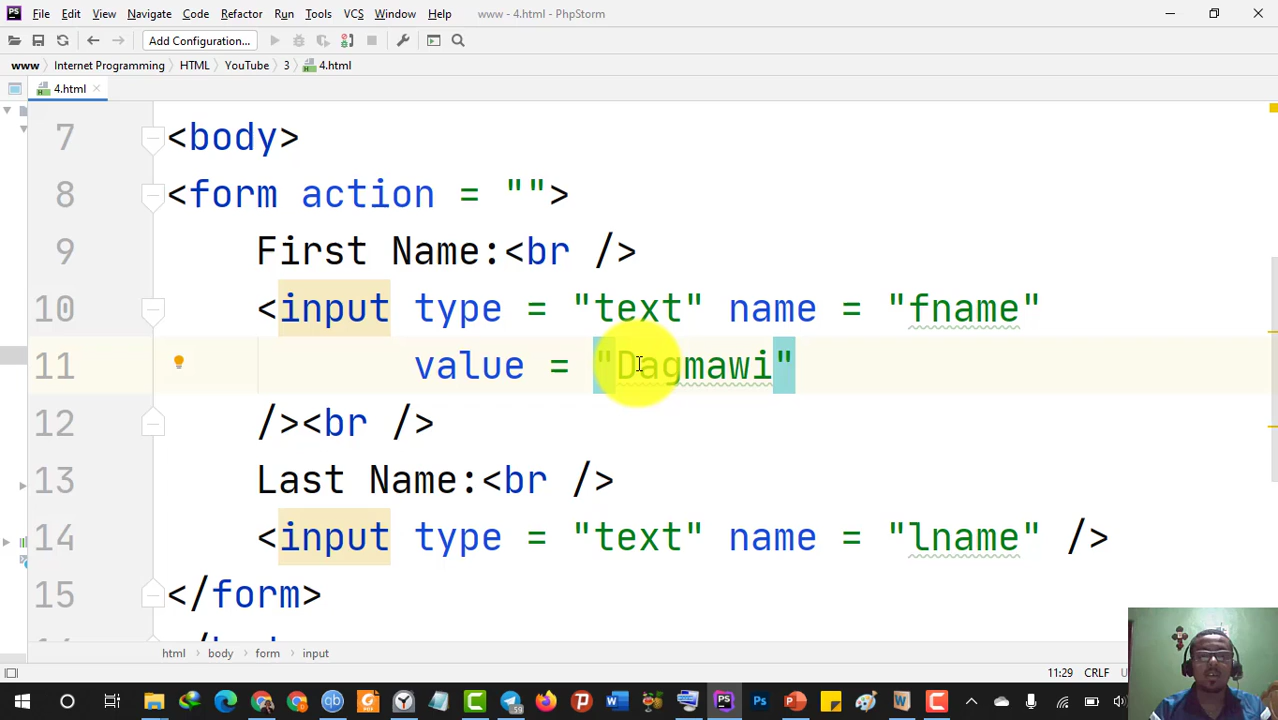 File Edit View Navigate Code Refactor Run Tools VCS Window Help www - 4.html - PhpStorm
Add Configuration...
www Internet Programming HTML YouTube 3 4.html
4.html
7 <body>
8 <form action = "">
9 First Name:<br />
10 <input type = "text" name = "fname"
11 value = "Dagmawi"
12 /><br />
13 Last Name:<br />
14 <input type = "text" name = "lname" />
15 </form>
html body form input
11:29 CRLF
59